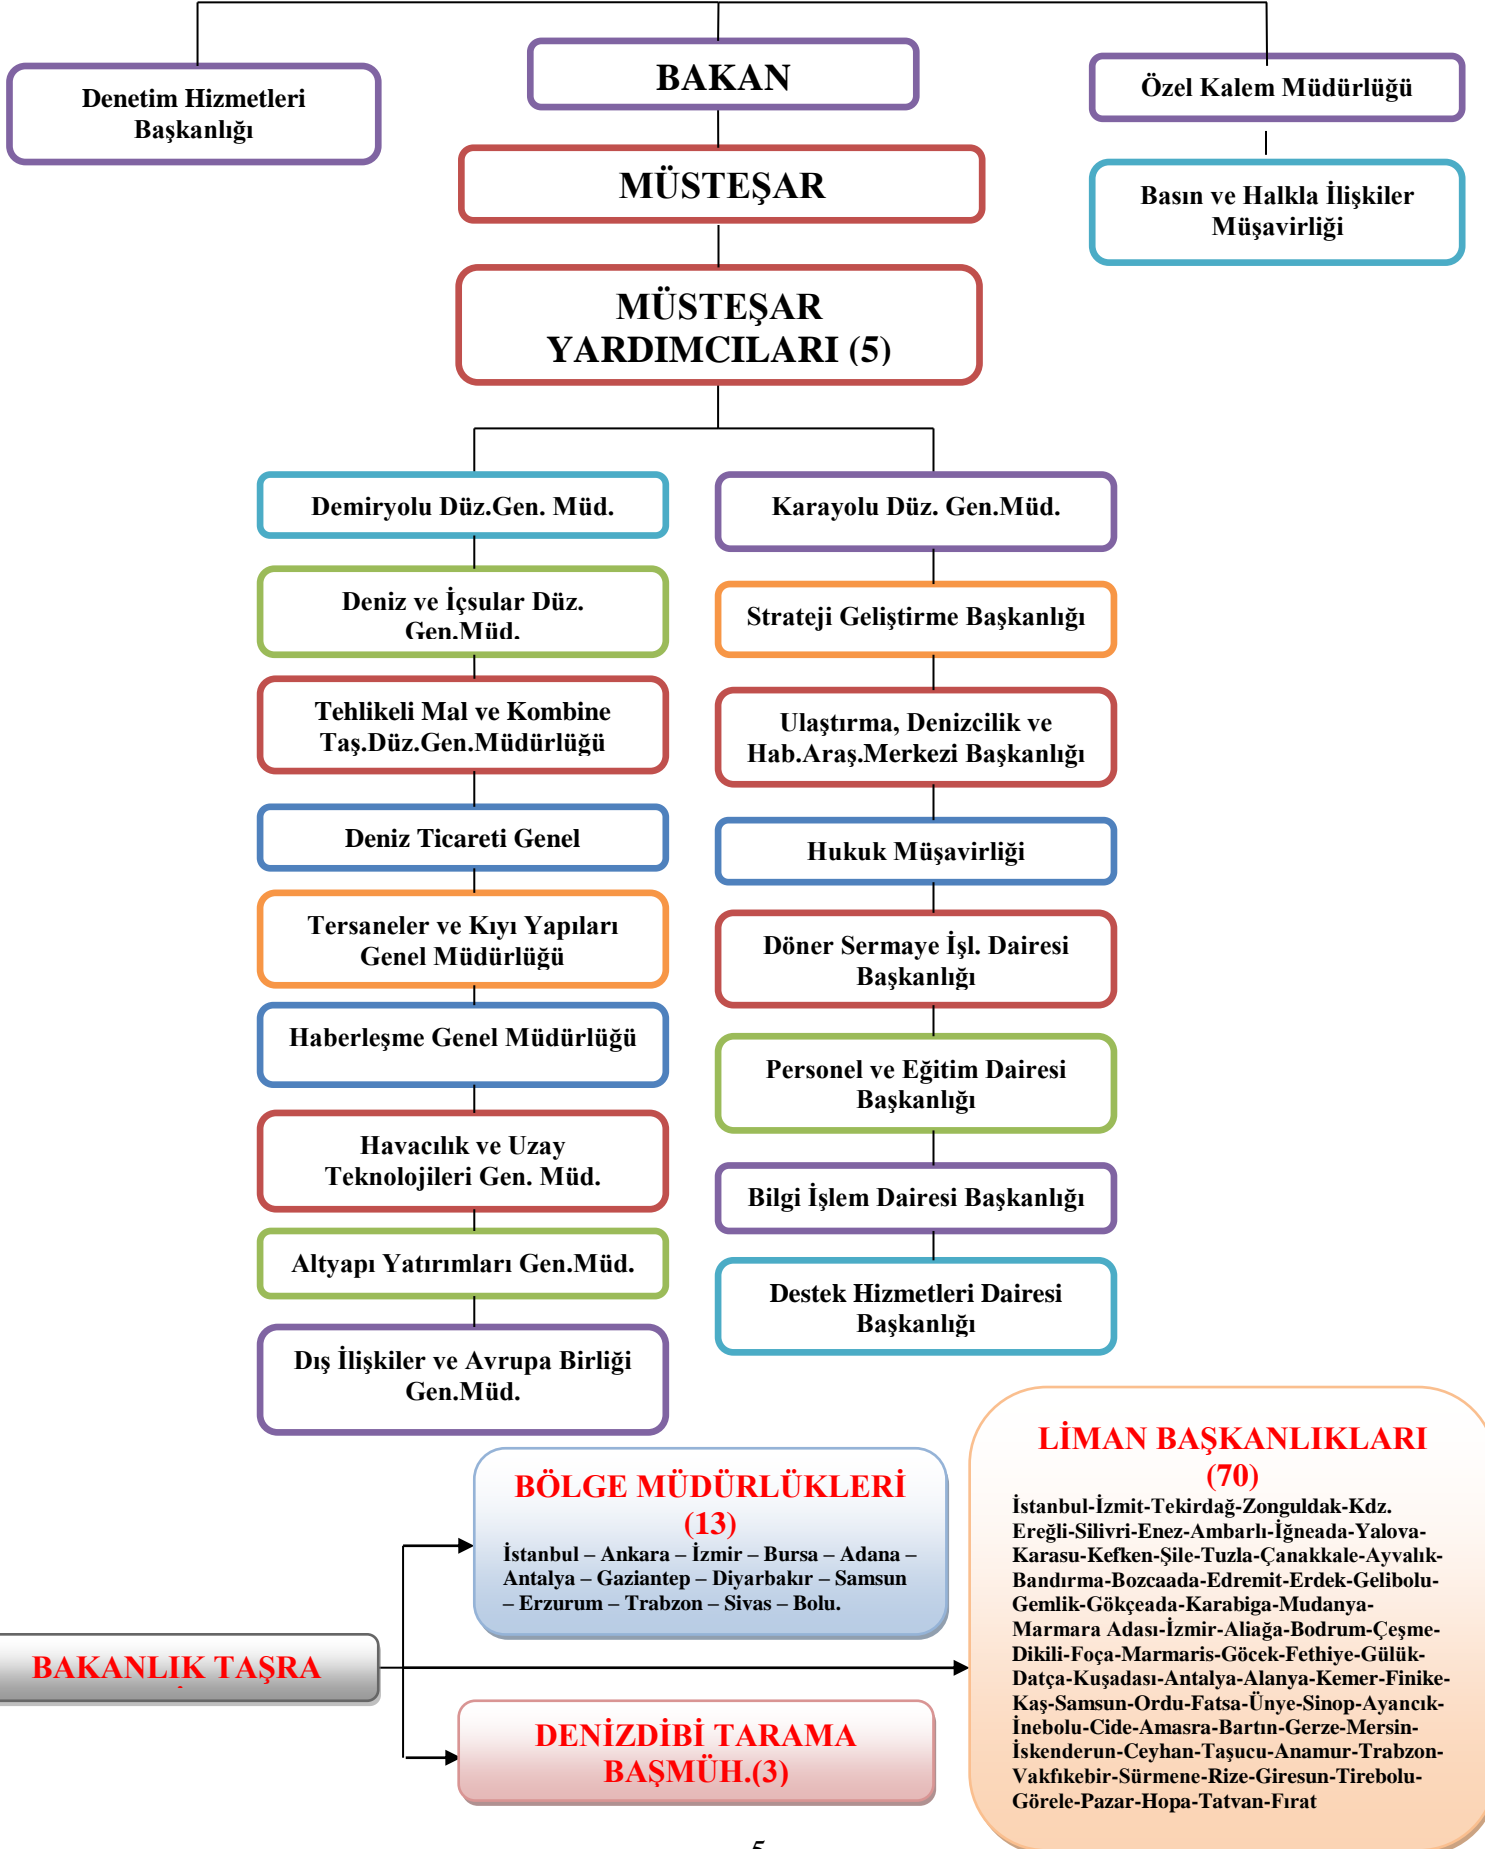 BAKAN
Denetim Hizmetleri
Başkanlığı
Özel Kalem Müdürlüğü
MÜSTEŞAR
Basın ve Halkla İlişkiler
Müşavirliği
MÜSTEŞAR
YARDIMCILARI (5)
Demiryolu Düz.Gen. Müd.
Deniz ve İçsular Düz.
Gen.Müd.
Tehlikeli Mal ve Kombine
Taş.Düz.Gen.Müdürlüğü
Deniz Ticareti Genel
Tersaneler ve Kıyı Yapıları
Genel Müdürlüğü
Haberleşme Genel Müdürlüğü
Havacılık ve Uzay
Teknolojileri Gen. Müd.
Altyapı Yatırımları Gen.Müd.
Dış İlişkiler ve Avrupa Birliği
Gen.Müd.
Karayolu Düz. Gen.Müd.
Strateji Geliştirme Başkanlığı
Ulaştırma, Denizcilik ve
Hab.Araş.Merkezi Başkanlığı
Hukuk Müşavirliği
Döner Sermaye İşl. Dairesi
Başkanlığı
Personel ve Eğitim Dairesi
Başkanlığı
Bilgi İşlem Dairesi Başkanlığı
Destek Hizmetleri Dairesi
Başkanlığı
BAKANLIK TAŞRA
BÖLGE MÜDÜRLÜKLERİ
(13)
İstanbul – Ankara – İzmir – Bursa – Adana –
Antalya – Gaziantep – Diyarbakır – Samsun
– Erzurum – Trabzon – Sivas – Bolu.
DENİZDİBİ TARAMA
BAŞMÜH.(3)
LİMAN BAŞKANLIKLARI
(70)
İstanbul-İzmit-Tekirdağ-Zonguldak-Kdz.
Ereğli-Silivri-Enez-Ambarlı-İğneada-Yalova-
Karasu-Kefken-Şile-Tuzla-Çanakkale-Ayvalık-
Bandırma-Bozcaada-Edremit-Erdek-Gelibolu-
Gemlik-Gökçeada-Karabiga-Mudanya-
Marmara Adası-İzmir-Aliağa-Bodrum-Çeşme-
Dikili-Foça-Marmaris-Göcek-Fethiye-Gülük-
Datça-Kuşadası-Antalya-Alanya-Kemer-Finike-
Kaş-Samsun-Ordu-Fatsa-Ünye-Sinop-Ayancık-
İnebolu-Cide-Amasra-Bartın-Gerze-Mersin-
İskenderun-Ceyhan-Taşucu-Anamur-Trabzon-
Vakfıkebir-Sürmene-Rize-Giresun-Tirebolu-
Görele-Pazar-Hopa-Tatvan-Fırat
5